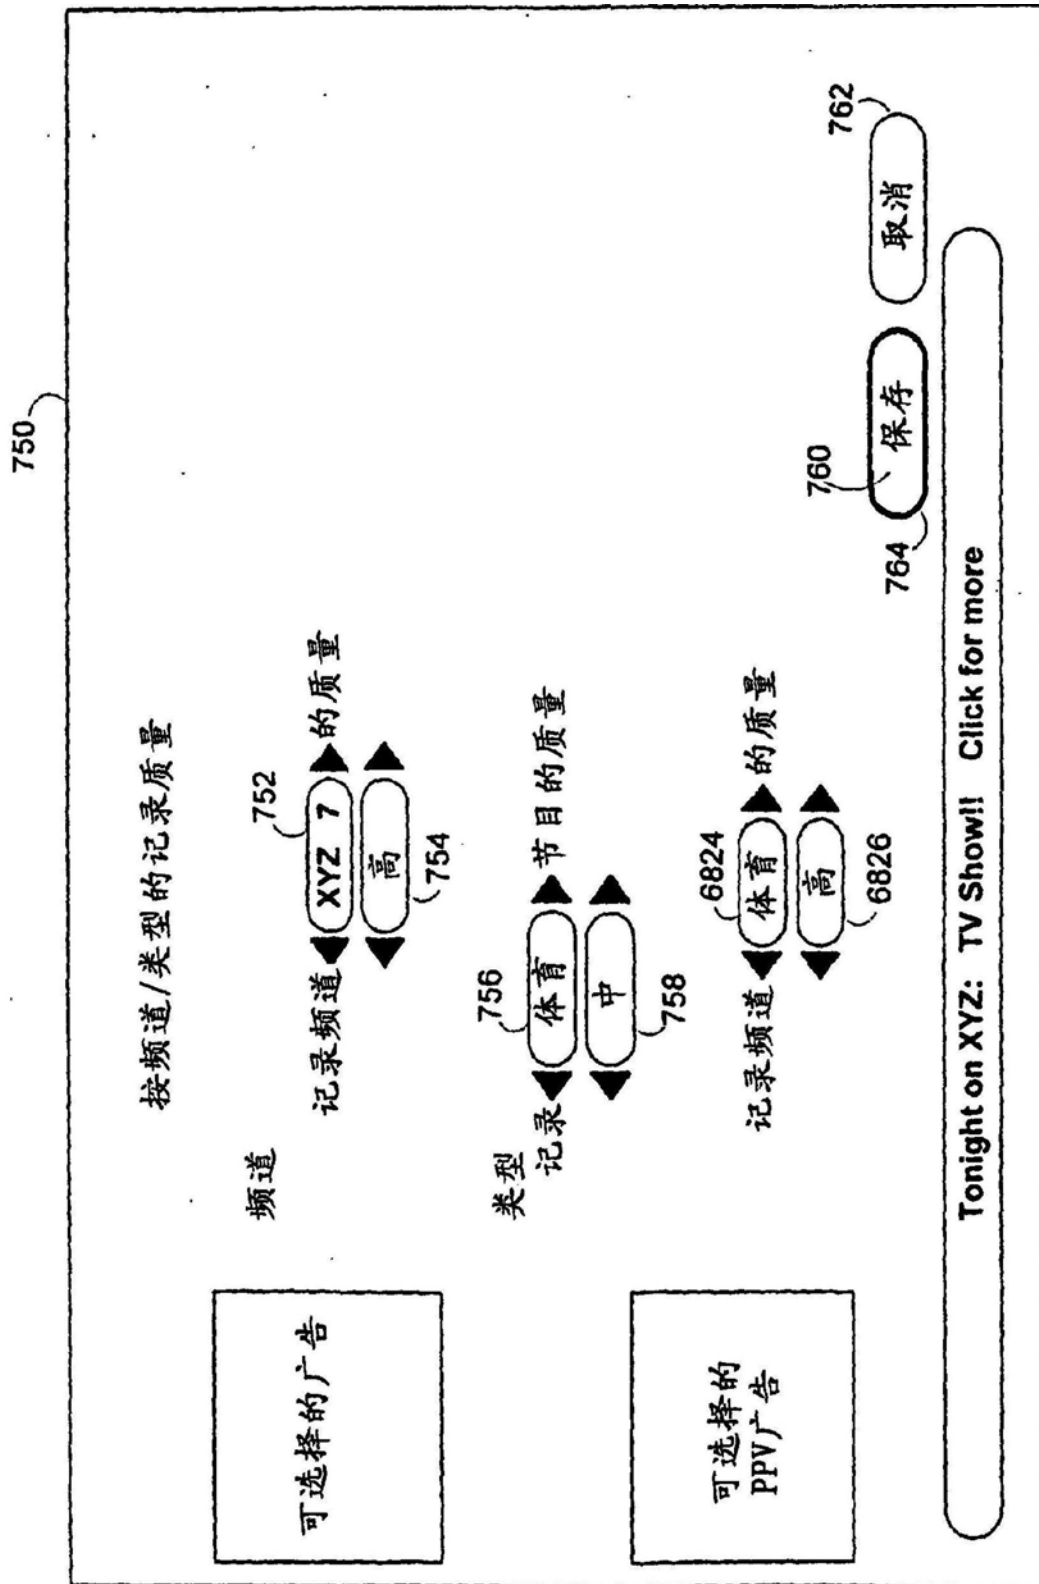 750
按频道/类型的记录质量
可选择的广告
频道
752
记录频道 XYZ 7 的质量
高
754
类型
756
记录 体育 节目的质量
中
758
可选择的
PPV广告
6824
记录频道 体育 的质量
高
6826
760
762
保存 取消
764
Tonight on XYZ: TV Show!! Click for more